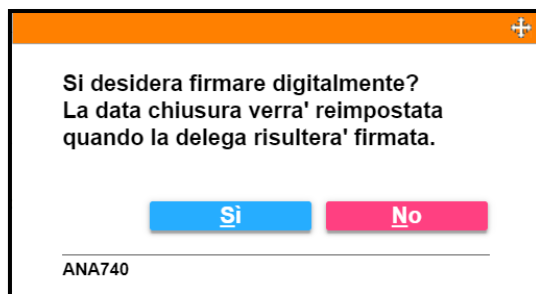 Si desidera firmare digitalmente?
La data chiusura verra' reimpostata
quando la delega risultera' firmata.
Sì
No
ANA740